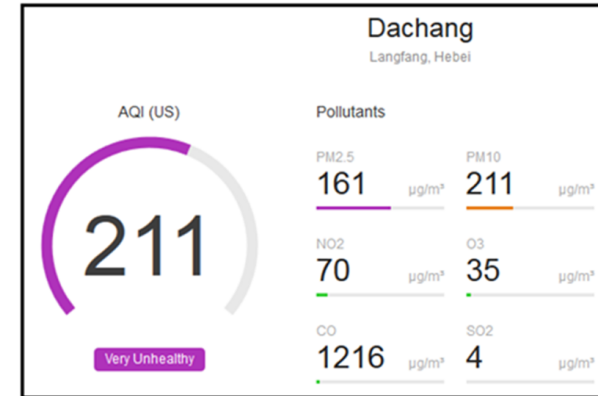 Dachang
Langfang, Hebei
AQI (US)
211
Very Unhealthy
Pollutants
PM2.5
161 µg/m³
PM10
211 µg/m³
NO2
70 µg/m³
O3
35 µg/m³
CO
1216 µg/m³
SO2
4 µg/m³